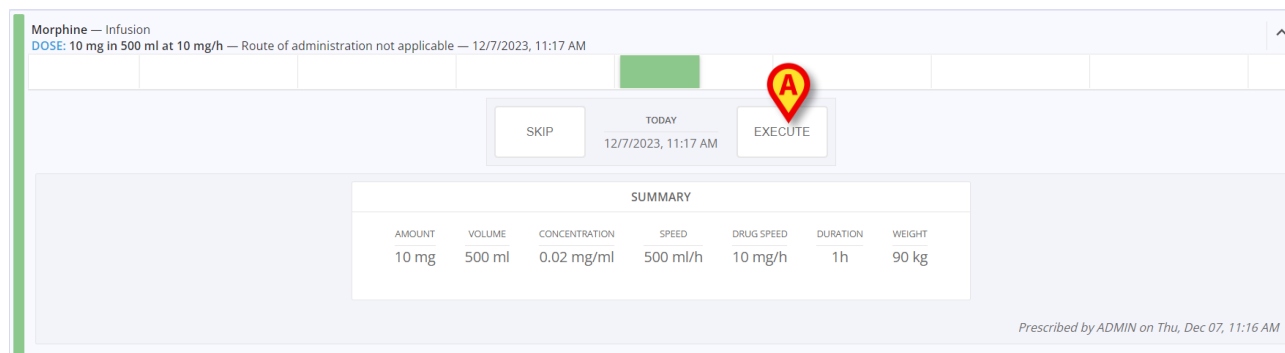 Morphine — Infusion
DOSE: 10 mg in 500 ml at 10 mg/h — Route of administration not applicable — 12/7/2023, 11:17 AM
A
SKIP
TODAY
12/7/2023, 11:17 AM
EXECUTE
SUMMARY
AMOUNT VOLUME CONCENTRATION SPEED DRUG SPEED DURATION WEIGHT
10 mg 500 ml 0.02 mg/ml 500 ml/h 10 mg/h 1h 90 kg
Prescribed by ADMIN on Thu, Dec 07, 11:16 AM